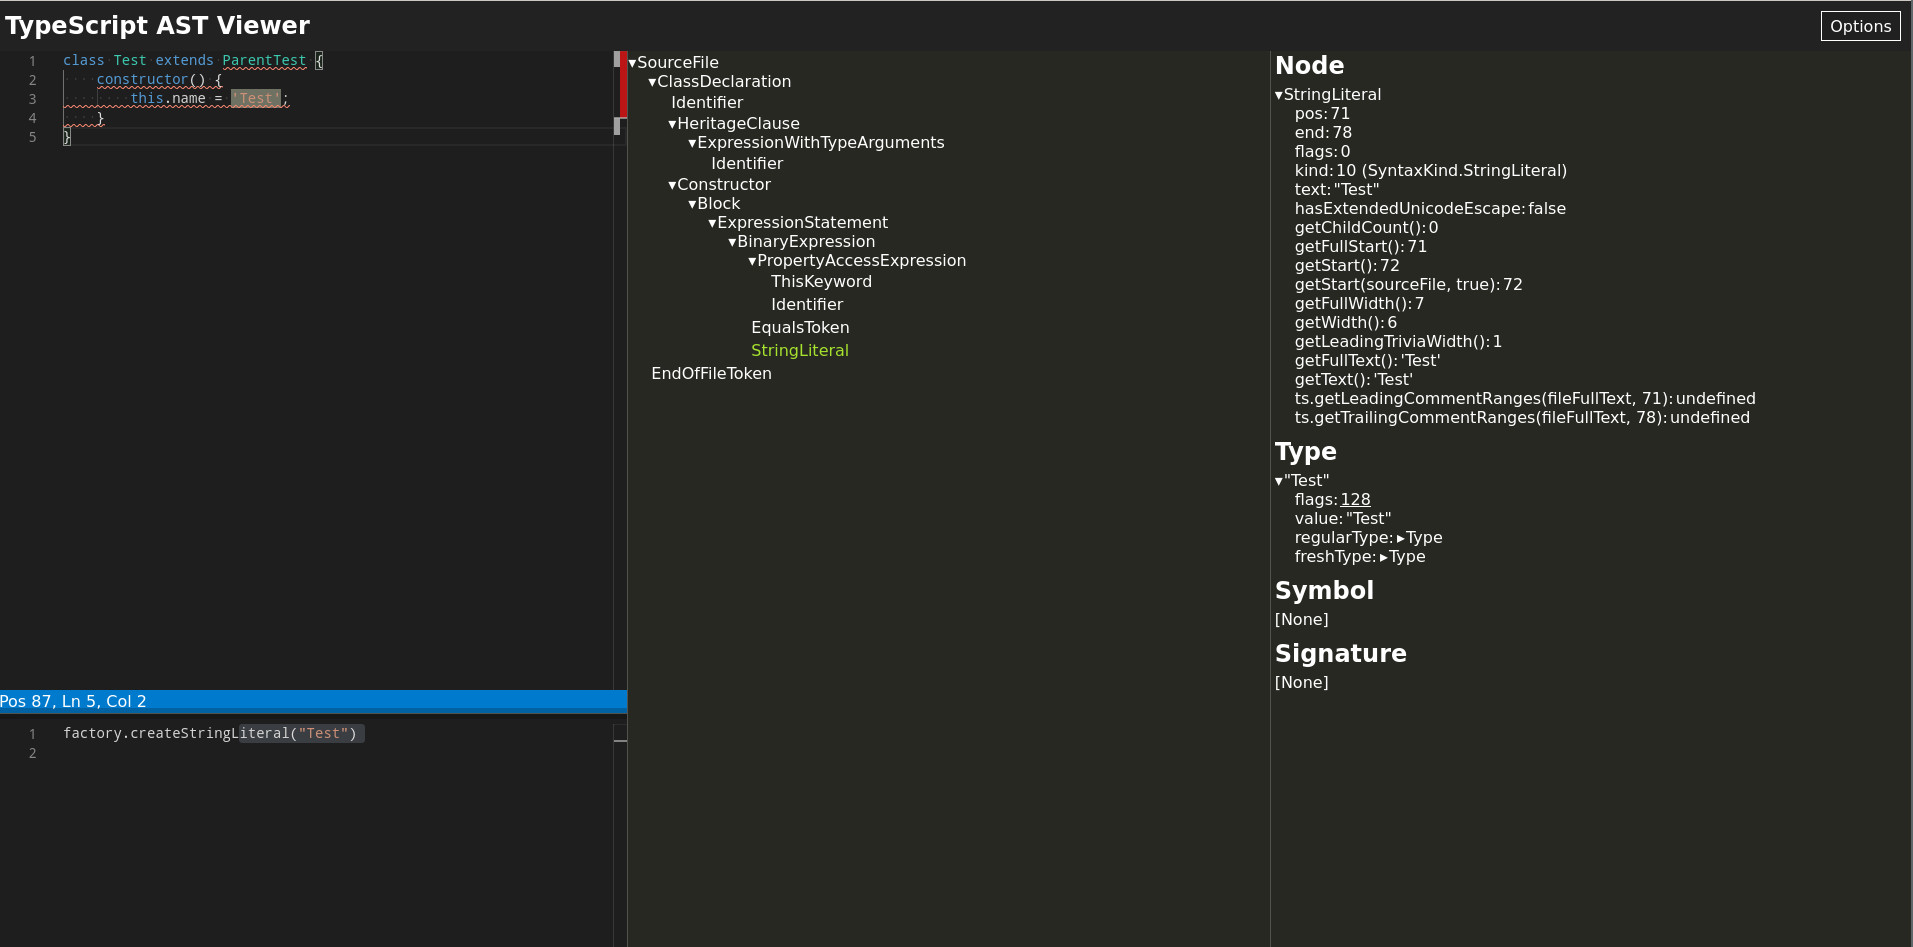 TypeScript AST Viewer
Options
1 class Test extends ParentTest {
2 constructor() {
3 this.name = 'Test';
4 }
5 }
Pos 87, Ln 5, Col 2
1 factory.createStringLiteral("Test")
2
▾SourceFile
▾ClassDeclaration
Identifier
▾HeritageClause
▾ExpressionWithTypeArguments
Identifier
▾Constructor
▾Block
▾ExpressionStatement
▾BinaryExpression
▾PropertyAccessExpression
ThisKeyword
Identifier
EqualsToken
StringLiteral
EndOfFileToken
Node
▾StringLiteral
pos:71
end:78
flags:0
kind:10 (SyntaxKind.StringLiteral)
text:"Test"
hasExtendedUnicodeEscape:false
getChildCount():0
getFullStart():71
getStart():72
getStart(sourceFile, true):72
getFullWidth():7
getWidth():6
getLeadingTriviaWidth():1
getFullText():'Test'
getText():'Test'
ts.getLeadingCommentRanges(fileFullText, 71):undefined
ts.getTrailingCommentRanges(fileFullText, 78):undefined
Type
▾"Test"
flags:128
value:"Test"
regularType:▸Type
freshType:▸Type
Symbol
[None]
Signature
[None]